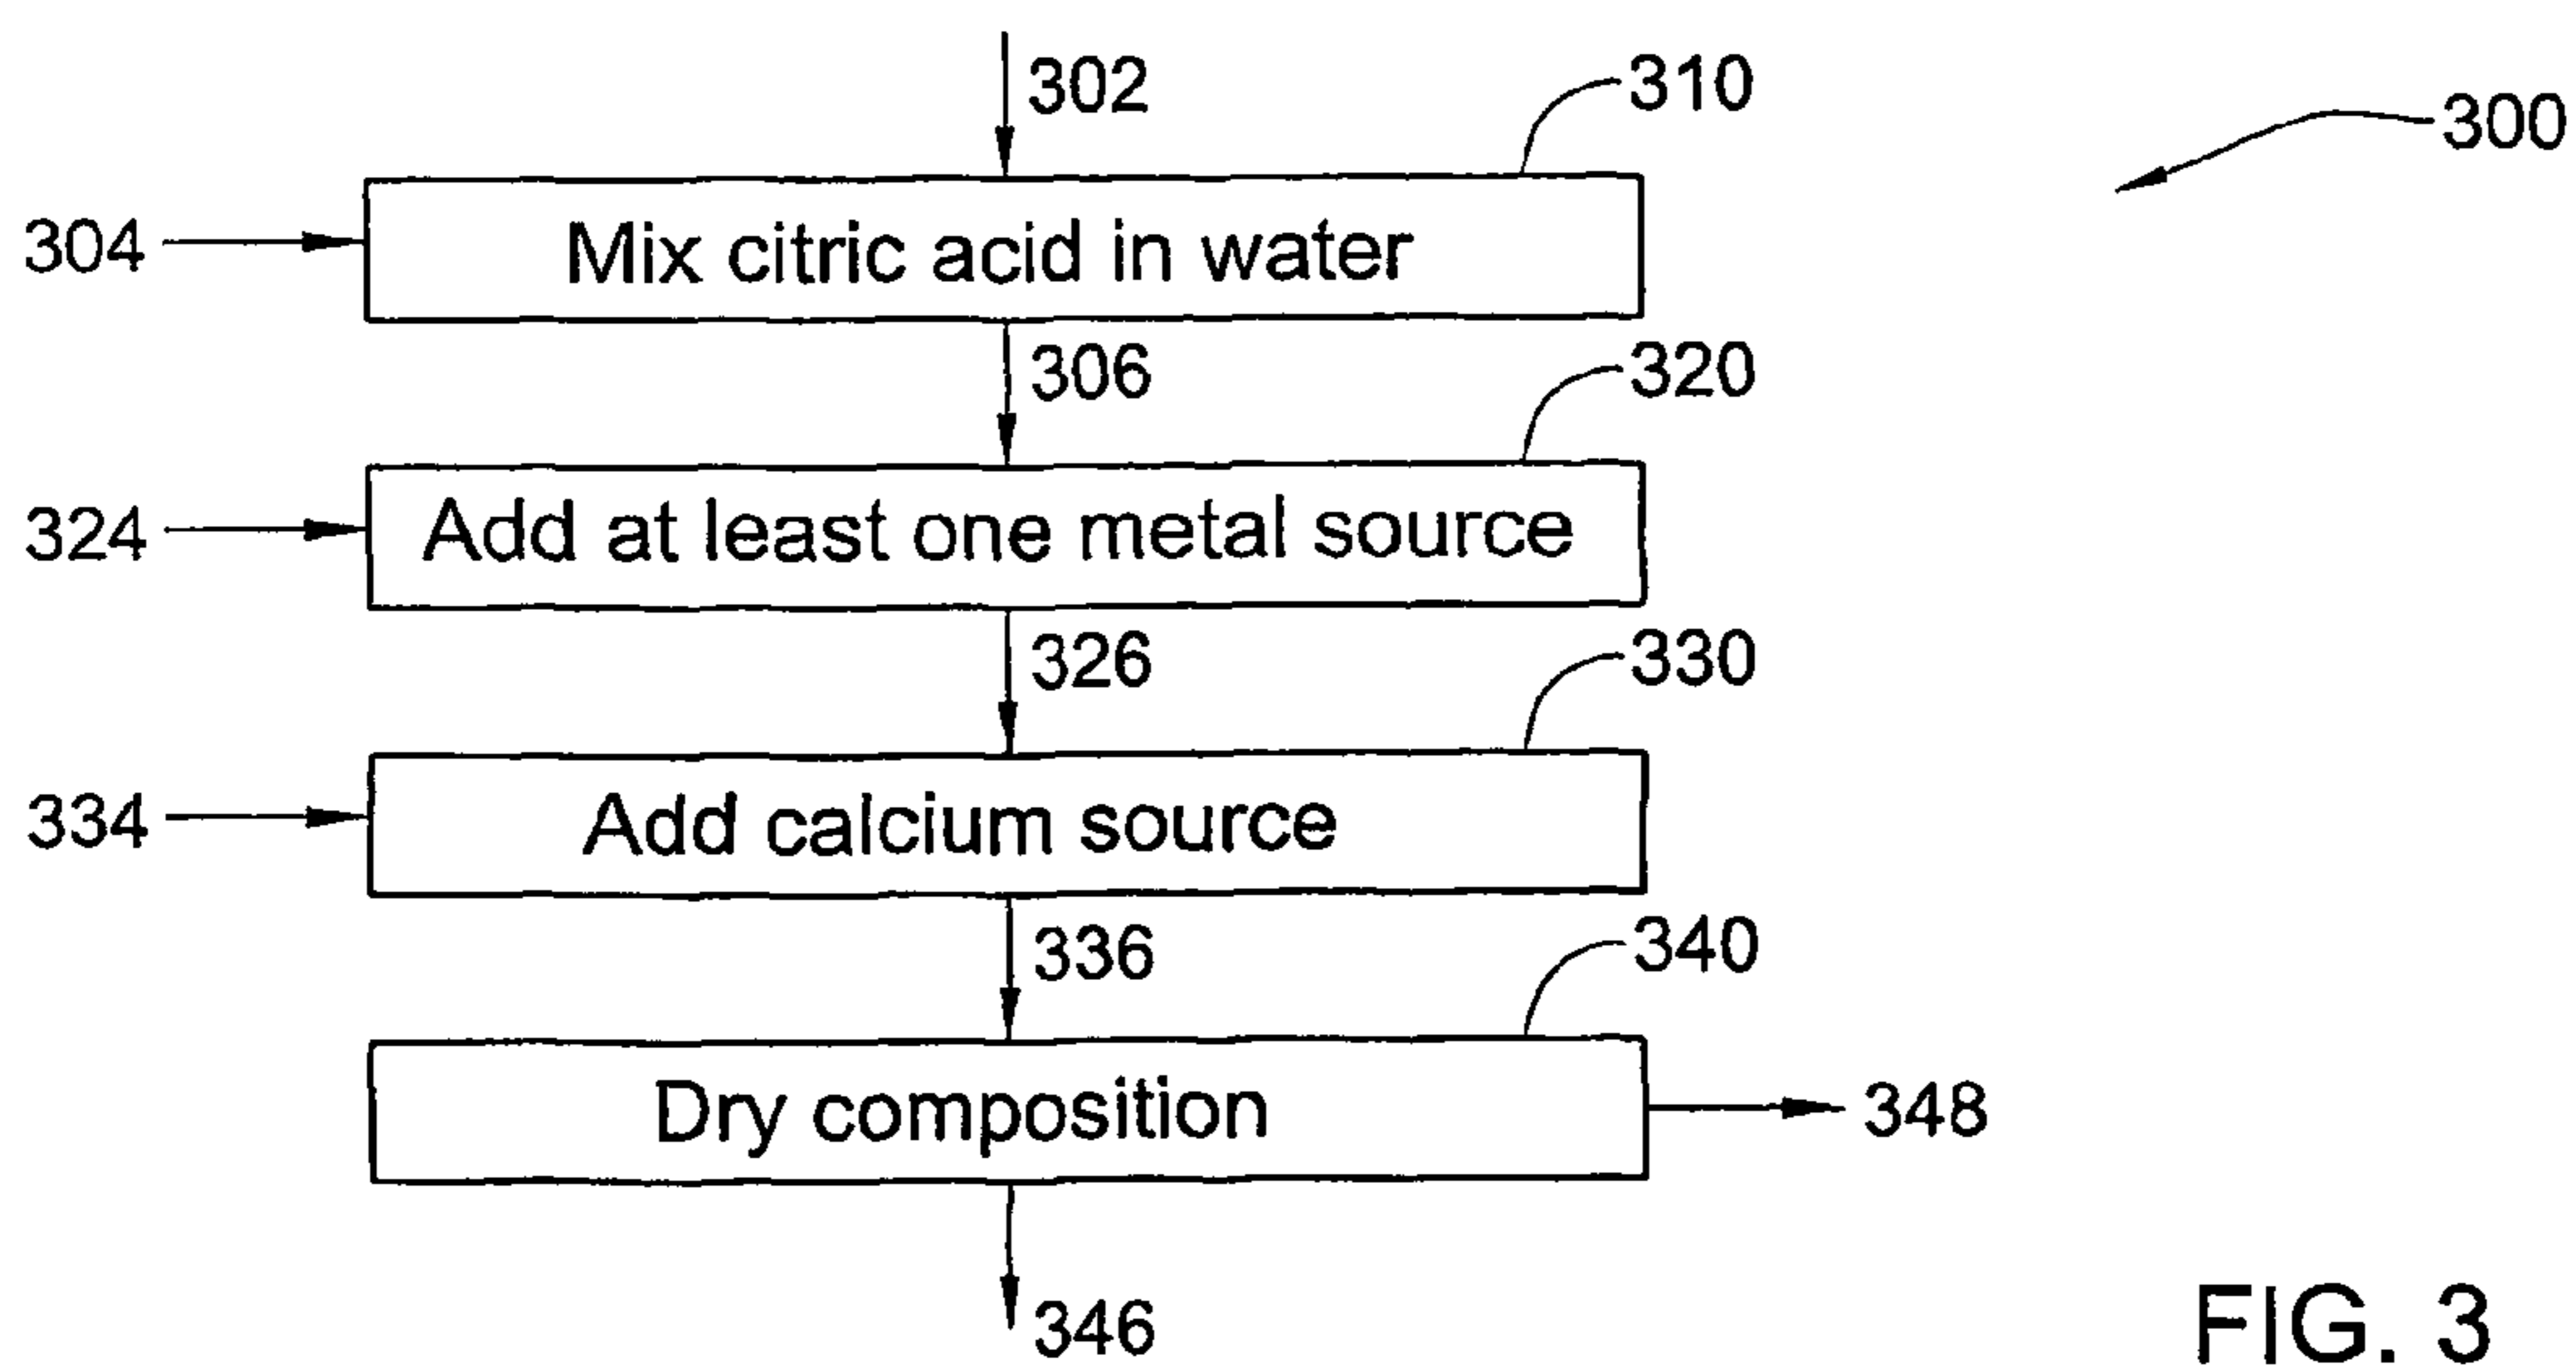 302
310
300
304
Mix citric acid in water
306
320
324
Add at least one metal source
326
330
334
Add calcium source
336
340
Dry composition
348
346
FIG. 3